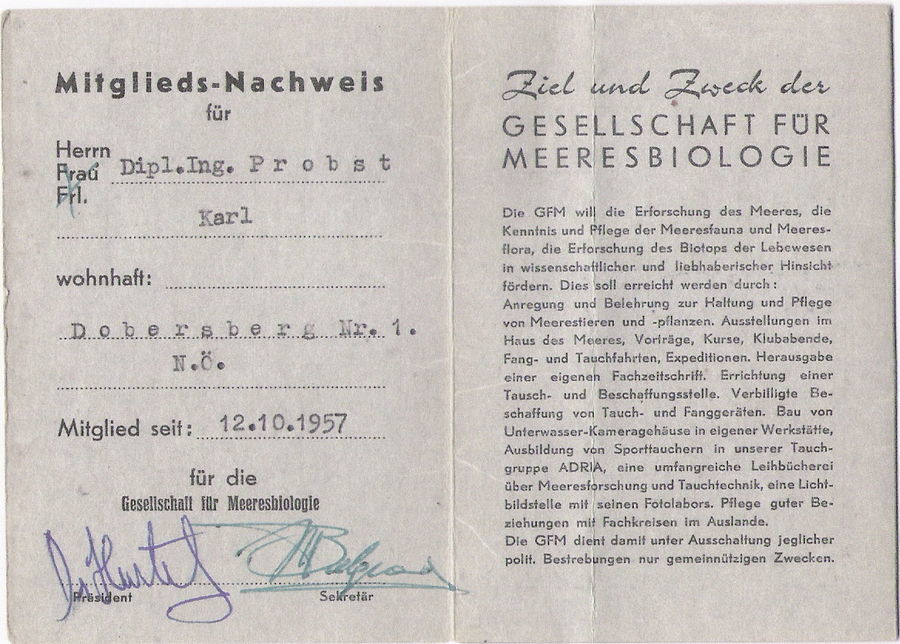 Mitglieds-Nachweis
für
Herrn
Frau
Frl.
Dipl.Ing. P r o b s t
Karl
wohnhaft:
D o b e r s b e r g Nr. 1.
N.Ö.
Mitglied seit: 12.10.1957
für die
Gesellschaft für Meeresbiologie
Präsident Sekretär
Ziel und Zweck der
GESELLSCHAFT FÜR
MEERESBIOLOGIE
Die GFM will die Erforschung des Meeres, die
Kenntnis und Pflege der Meeresfauna und Meeres-
flora, die Erforschung des Biotops der Lebewesen
in wissenschaftlicher und liebhaberischer Hinsicht
fördern. Dies soll erreicht werden durch:
Anregung und Belehrung zur Haltung und Pflege
von Meerestieren und -pflanzen. Ausstellungen im
Haus des Meeres, Vorträge, Kurse, Klubabende,
Fang- und Tauchfahrten, Expeditionen. Herausgabe
einer eigenen Fachzeitschrift. Errichtung einer
Tausch- und Beschaffungsstelle. Verbilligte Be-
schaffung von Tauch- und Fanggeräten. Bau von
Unterwasser-Kameragehäuse in eigener Werkstätte,
Ausbildung von Sporttauchern in unserer Tauch-
gruppe ADRIA, eine umfangreiche Leihbücherei
über Meeresforschung und Tauchtechnik, eine Licht-
bildstelle mit seinen Fotolabors. Pflege guter Be-
ziehungen mit Fachkreisen im Auslande.
Die GFM dient damit unter Ausschaltung jeglicher
polit. Bestrebungen nur gemeinnützigen Zwecken.